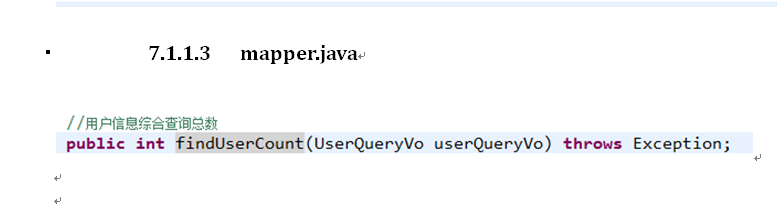 7.1.1.3 mapper.java
//用户信息综合查询总数
public int findUserCount(UserQueryVo userQueryVo) throws Exception;